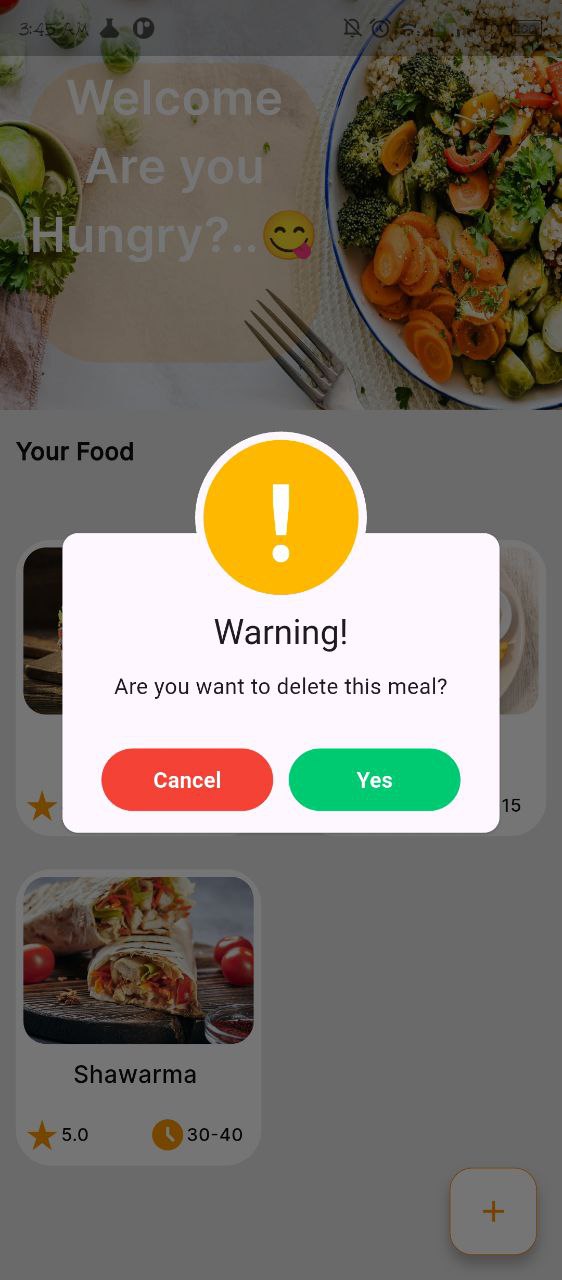 3:45 AM
Welcome
Are you
Hungry?..😋
Your Food
!
Warning!
Are you want to delete this meal?
Cancel
Yes
15
Shawarma
5.0
30-40
+